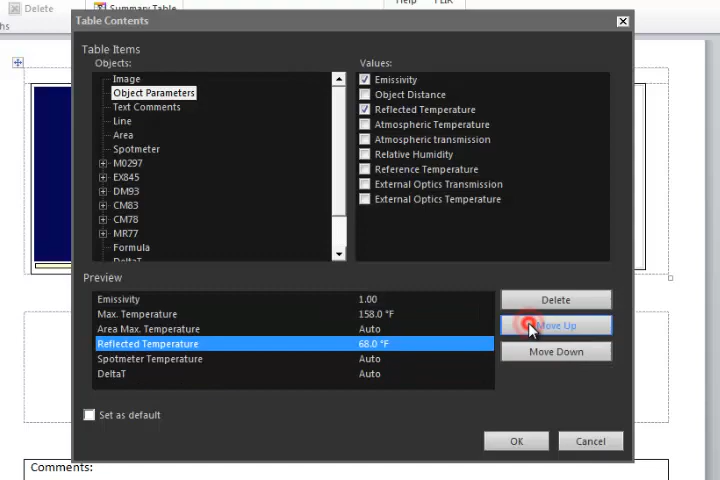 Delete
Summary Table
Help FLIR
hs
Table Contents
Table Items
Objects:
Image
Object Parameters
Text Comments
Line
Area
Spotmeter
M0297
EX845
DM93
CM83
CM78
MR77
Formula
DeltaT
Values:
Emissivity
Object Distance
Reflected Temperature
Atmospheric Temperature
Atmospheric transmission
Relative Humidity
Reference Temperature
External Optics Transmission
External Optics Temperature
Preview
Emissivity 1.00
Max. Temperature 158.0 °F
Area Max. Temperature Auto
Reflected Temperature 68.0 °F
Spotmeter Temperature Auto
DeltaT Auto
Delete
Move Up
Move Down
Set as default
OK
Cancel
Comments: